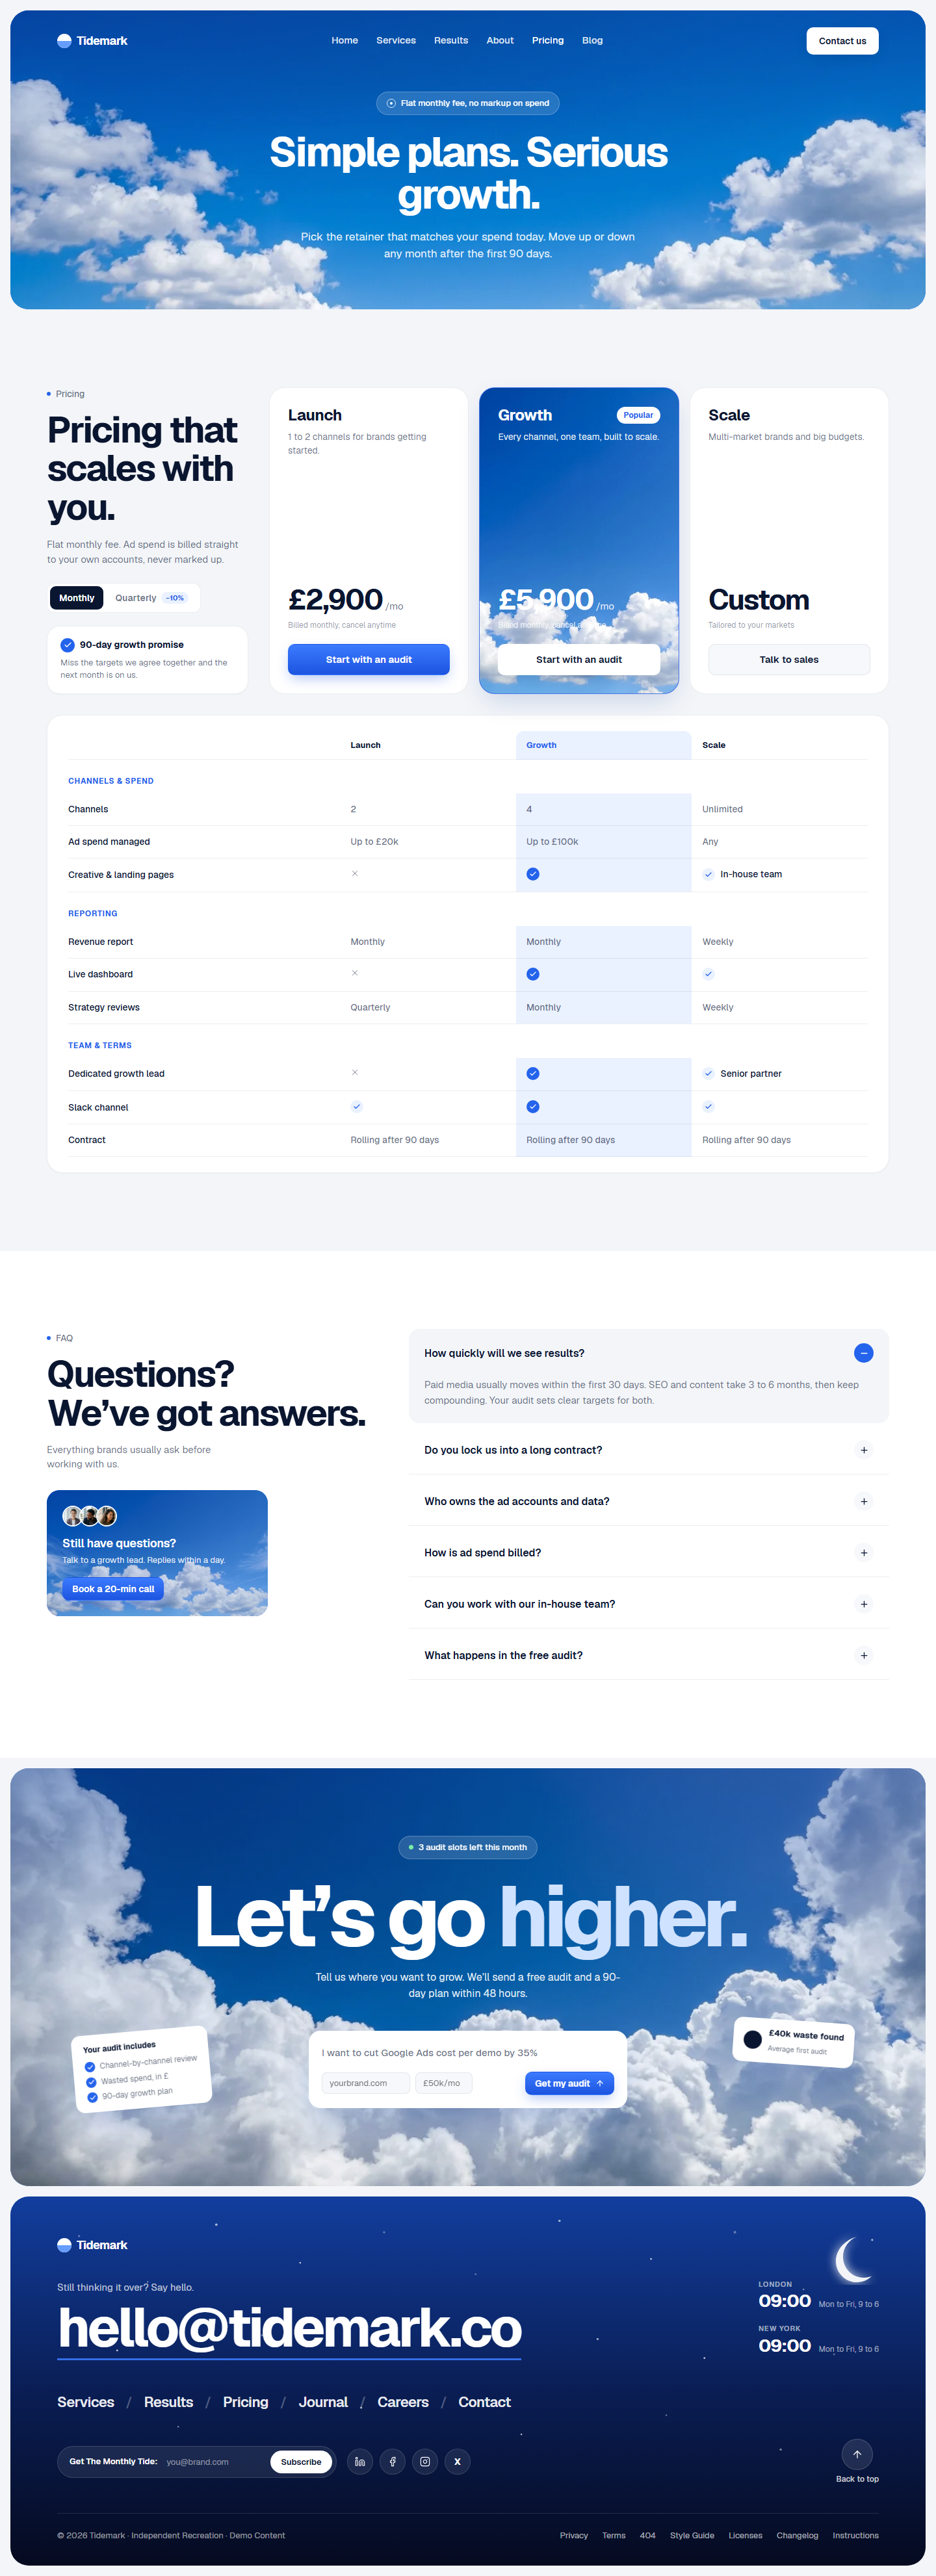 Tidemark
Home Services Results About Pricing Blog
Contact us
Flat monthly fee, no markup on spend
Simple plans. Serious
growth.
Pick the retainer that matches your spend today. Move up or down
any month after the first 90 days.
Pricing
Pricing that
scales with
you.
Flat monthly fee. Ad spend is billed straight
to your own accounts, never marked up.
Monthly
Quarterly -10%
90-day growth promise
Miss the targets we agree together and the
next month is on us.
Launch
1 to 2 channels for brands getting
started.
£2,900 /mo
Billed monthly, cancel anytime
Start with an audit
Growth
Popular
Every channel, one team, built to scale.
£5,900 /mo
Billed monthly, cancel anytime
Start with an audit
Scale
Multi-market brands and big budgets.
Custom
Tailored to your markets
Talk to sales
Launch Growth Scale
CHANNELS & SPEND
Channels 2 4 Unlimited
Ad spend managed Up to £20k Up to £100k Any
Creative & landing pages In-house team
REPORTING
Revenue report Monthly Monthly Weekly
Live dashboard
Strategy reviews Quarterly Monthly Weekly
TEAM & TERMS
Dedicated growth lead Senior partner
Slack channel
Contract Rolling after 90 days Rolling after 90 days Rolling after 90 days
FAQ
Questions?
We've got answers.
Everything brands usually ask before
working with us.
Still have questions?
Talk to a growth lead. Replies within a day.
Book a 20-min call
How quickly will we see results?
Paid media usually moves within the first 30 days. SEO and content take 3 to 6 months, then keep
compounding. Your audit sets clear targets for both.
Do you lock us into a long contract?
Who owns the ad accounts and data?
How is ad spend billed?
Can you work with our in-house team?
What happens in the free audit?
3 audit slots left this month
Let's go higher.
Tell us where you want to grow. We'll send a free audit and a 90-
day plan within 48 hours.
Your audit includes
Channel-by-channel review
Wasted spend, in £
90-day growth plan
I want to cut Google Ads cost per demo by 35%
yourbrand.com
£50k/mo
Get my audit
£40k waste found
Average first audit
Tidemark
Still thinking it over? Say hello.
hello@tidemark.co
LONDON
09:00 Mon to Fri, 9 to 6
NEW YORK
09:00 Mon to Fri, 9 to 6
Services / Results / Pricing / Journal / Careers / Contact
Get The Monthly Tide: you@brand.com Subscribe
X
Back to top
© 2026 Tidemark · Independent Recreation · Demo Content
Privacy Terms 404 Style Guide Licenses Changelog Instructions